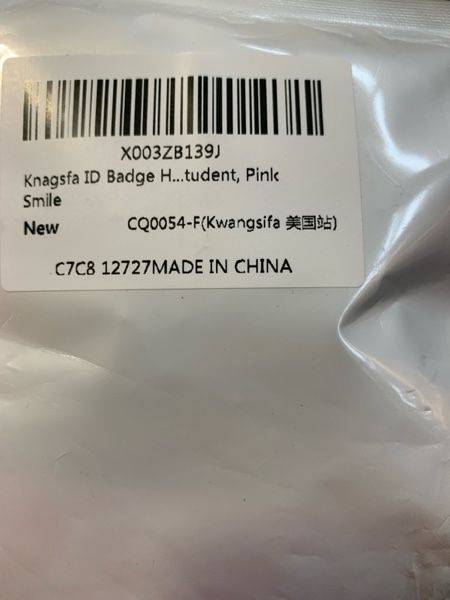 X003ZB139J
Knagsfa ID Badge H...tudent, Pink
Smile
New CQ0054-F(Kwangsifa 美国站)
C7C8 12727MADE IN CHINA